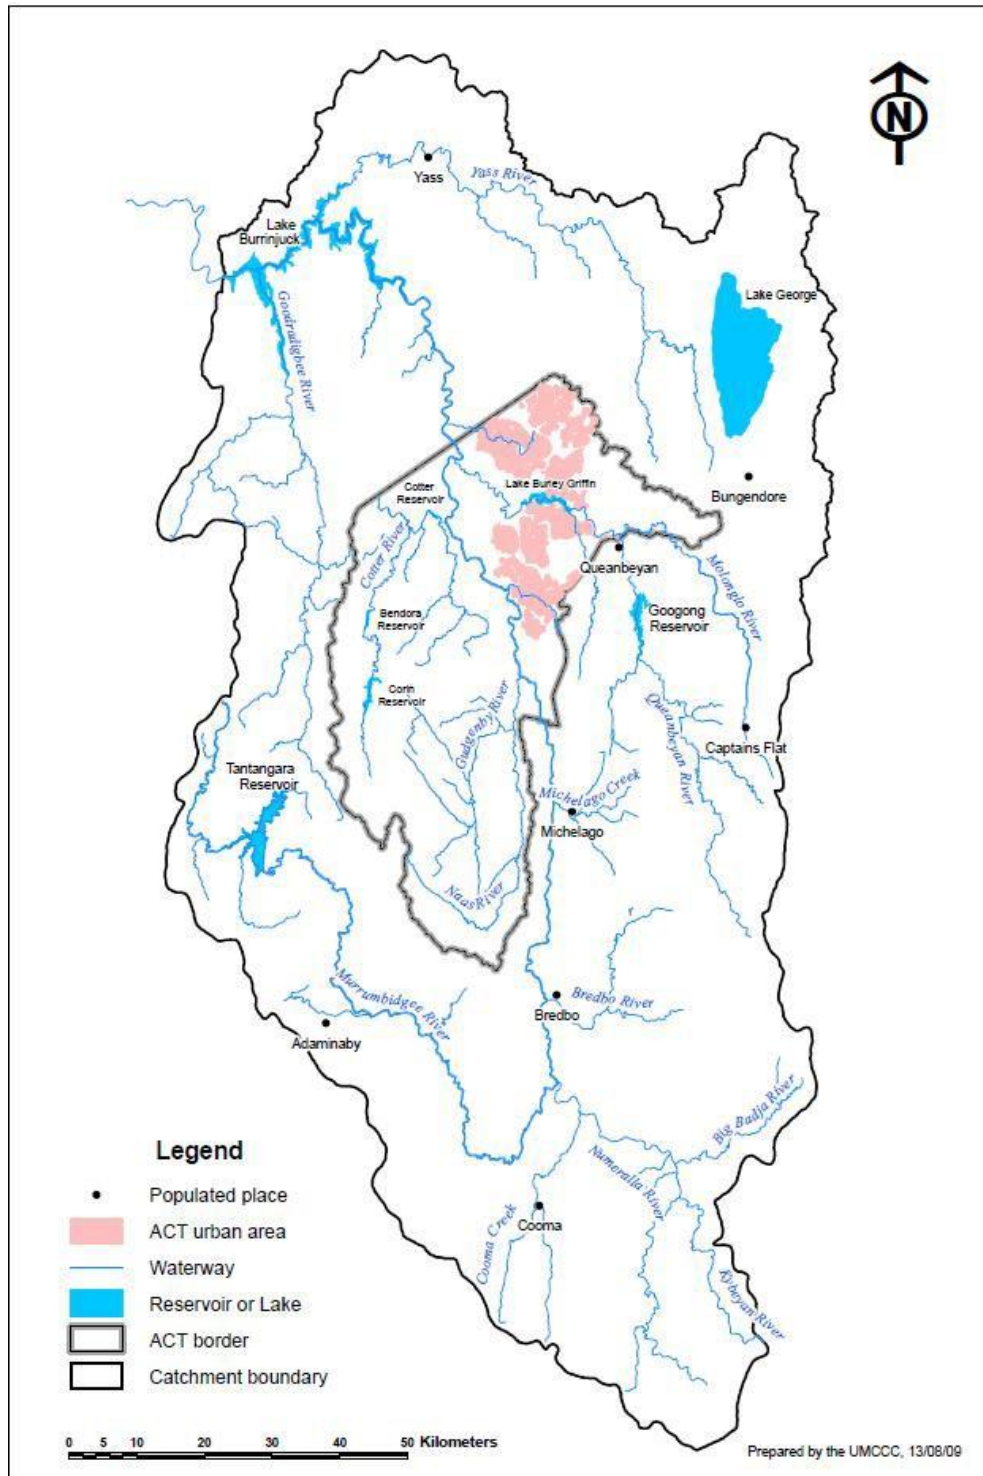 N
Yass
Yass River
Lake
Burrinjuck
Lake George
Goodradigbee River
Cotter
Reservoir
Lake Burley Griffin
Bungendore
Cotter River
Queanbeyan
Molonglo River
Bendora
Reservoir
Googong
Reservoir
Corin
Reservoir
Gudgenby River
Queanbeyan River
Captains Flat
Tantangara
Reservoir
Michelago Creek
Michelago
Naas River
Murrumbidgee River
Bredbo River
Bredbo
Adaminaby
Big Badja River
Numeralla River
Cooma
Cooma Creek
Kybeyan River
Legend
Populated place
ACT urban area
Waterway
Reservoir or Lake
ACT border
Catchment boundary
0 5 10 20 30 40 50 Kilometers
Prepared by the UMCCC, 13/08/09